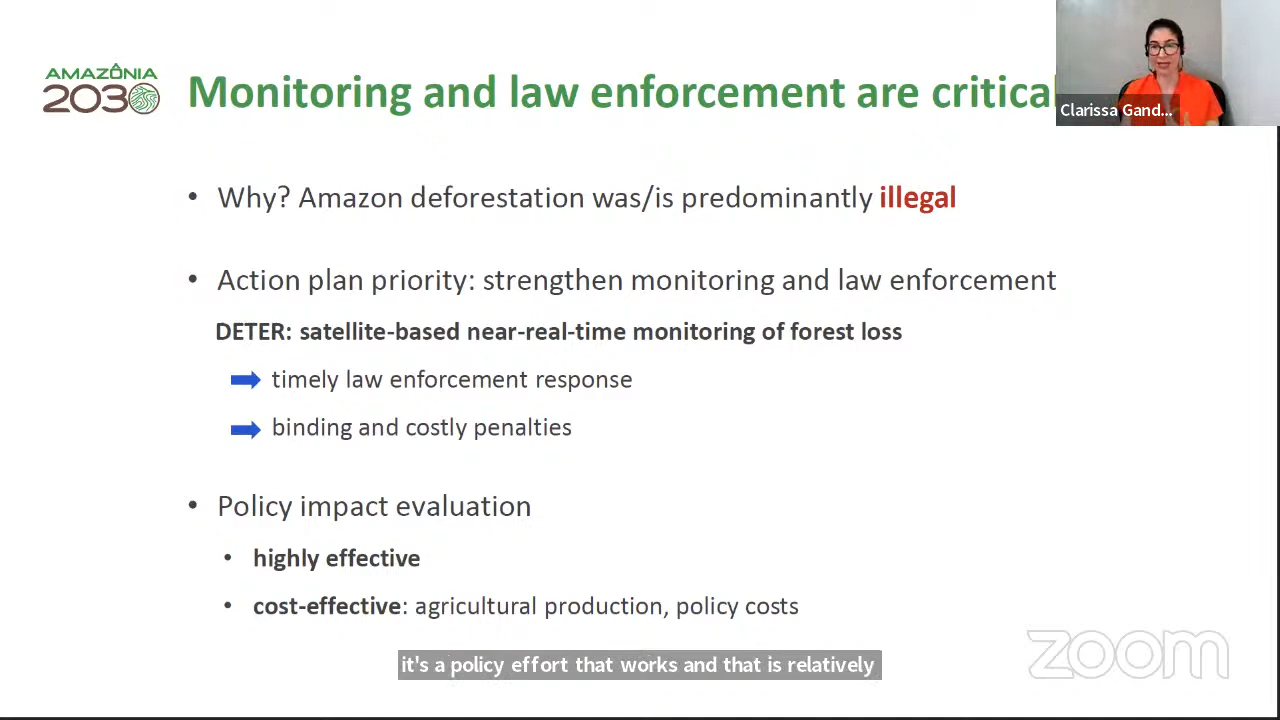 AMAZÔNIA
2030
Monitoring and law enforcement are critical
Clarissa Gand...
• Why? Amazon deforestation was/is predominantly illegal
• Action plan priority: strengthen monitoring and law enforcement
DETER: satellite-based near-real-time monitoring of forest loss
timely law enforcement response
binding and costly penalties
• Policy impact evaluation
• highly effective
• cost-effective: agricultural production, policy costs
it's a policy effort that works and that is relatively
zoom